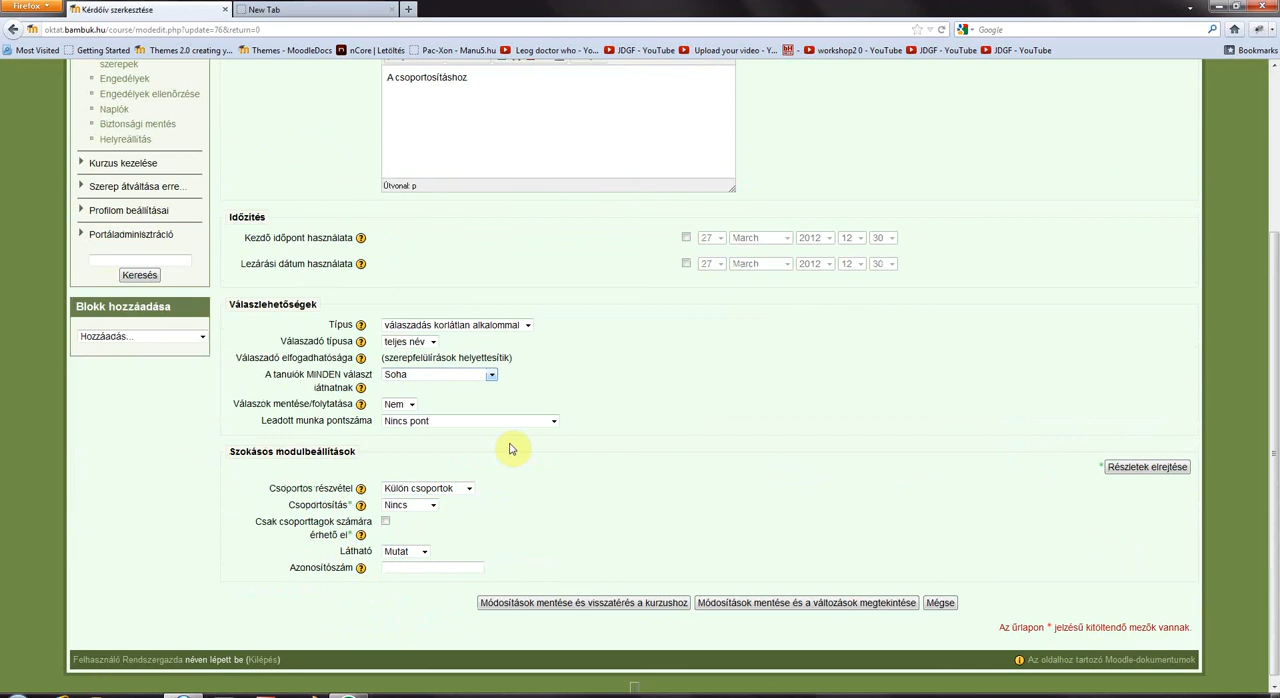 Firefox
Kérdőív szerkesztése
New Tab
oktat.bambuk.hu/course/modedit.php?update=76&return=0
Google
Most Visited
Getting Started
Themes 2.0 creating y...
Themes - MoodleDocs
nCore | Letöltés
Pac-Xon - Manu5.hu
Leog doctor who - Yo...
JDGF - YouTube
Upload your video - Y...
workshop2 0 - YouTube
JDGF - YouTube
JDGF - YouTube
Bookmarks
szerepek
Engedélyek
Engedélyek ellenőrzése
Naplók
Biztonsági mentés
Helyreállítás
Kurzus kezelése
Szerep átváltása erre...
Profilom beállításai
Portáladminisztráció
Keresés
Blokk hozzáadása
Hozzáadás...
A csoportosításhoz
Útvonal: p
Időzítés
Kezdő időpont használata 27 March 2012 12 30
Lezárási dátum használata 27 March 2012 12 30
Válaszlehetőségek
Típus válaszadás korlátlan alkalommal
Válaszadó típusa teljes név
Válaszadó elfogadhatósága (szerepfelülírások helyettesítik)
A tanulók MINDEN választ Soha
láthatnak
Válaszok mentése/folytatása Nem
Leadott munka pontszáma Nincs pont
Szokásos modulbeállítások
* Részletek elrejtése
Csoportos részvétel Külön csoportok
Csoportosítás* Nincs
Csak csoporttagok számára
érhető el*
Látható Mutat
Azonosítószám
Módosítások mentése és visszatérés a kurzushoz Módosítások mentése és a változások megtekintése Mégse
Az űrlapon * jelzésű kitöltendő mezők vannak.
Felhasználó Rendszergazda néven lépett be (Kilépés)
Az oldalhoz tartozó Moodle-dokumentumok